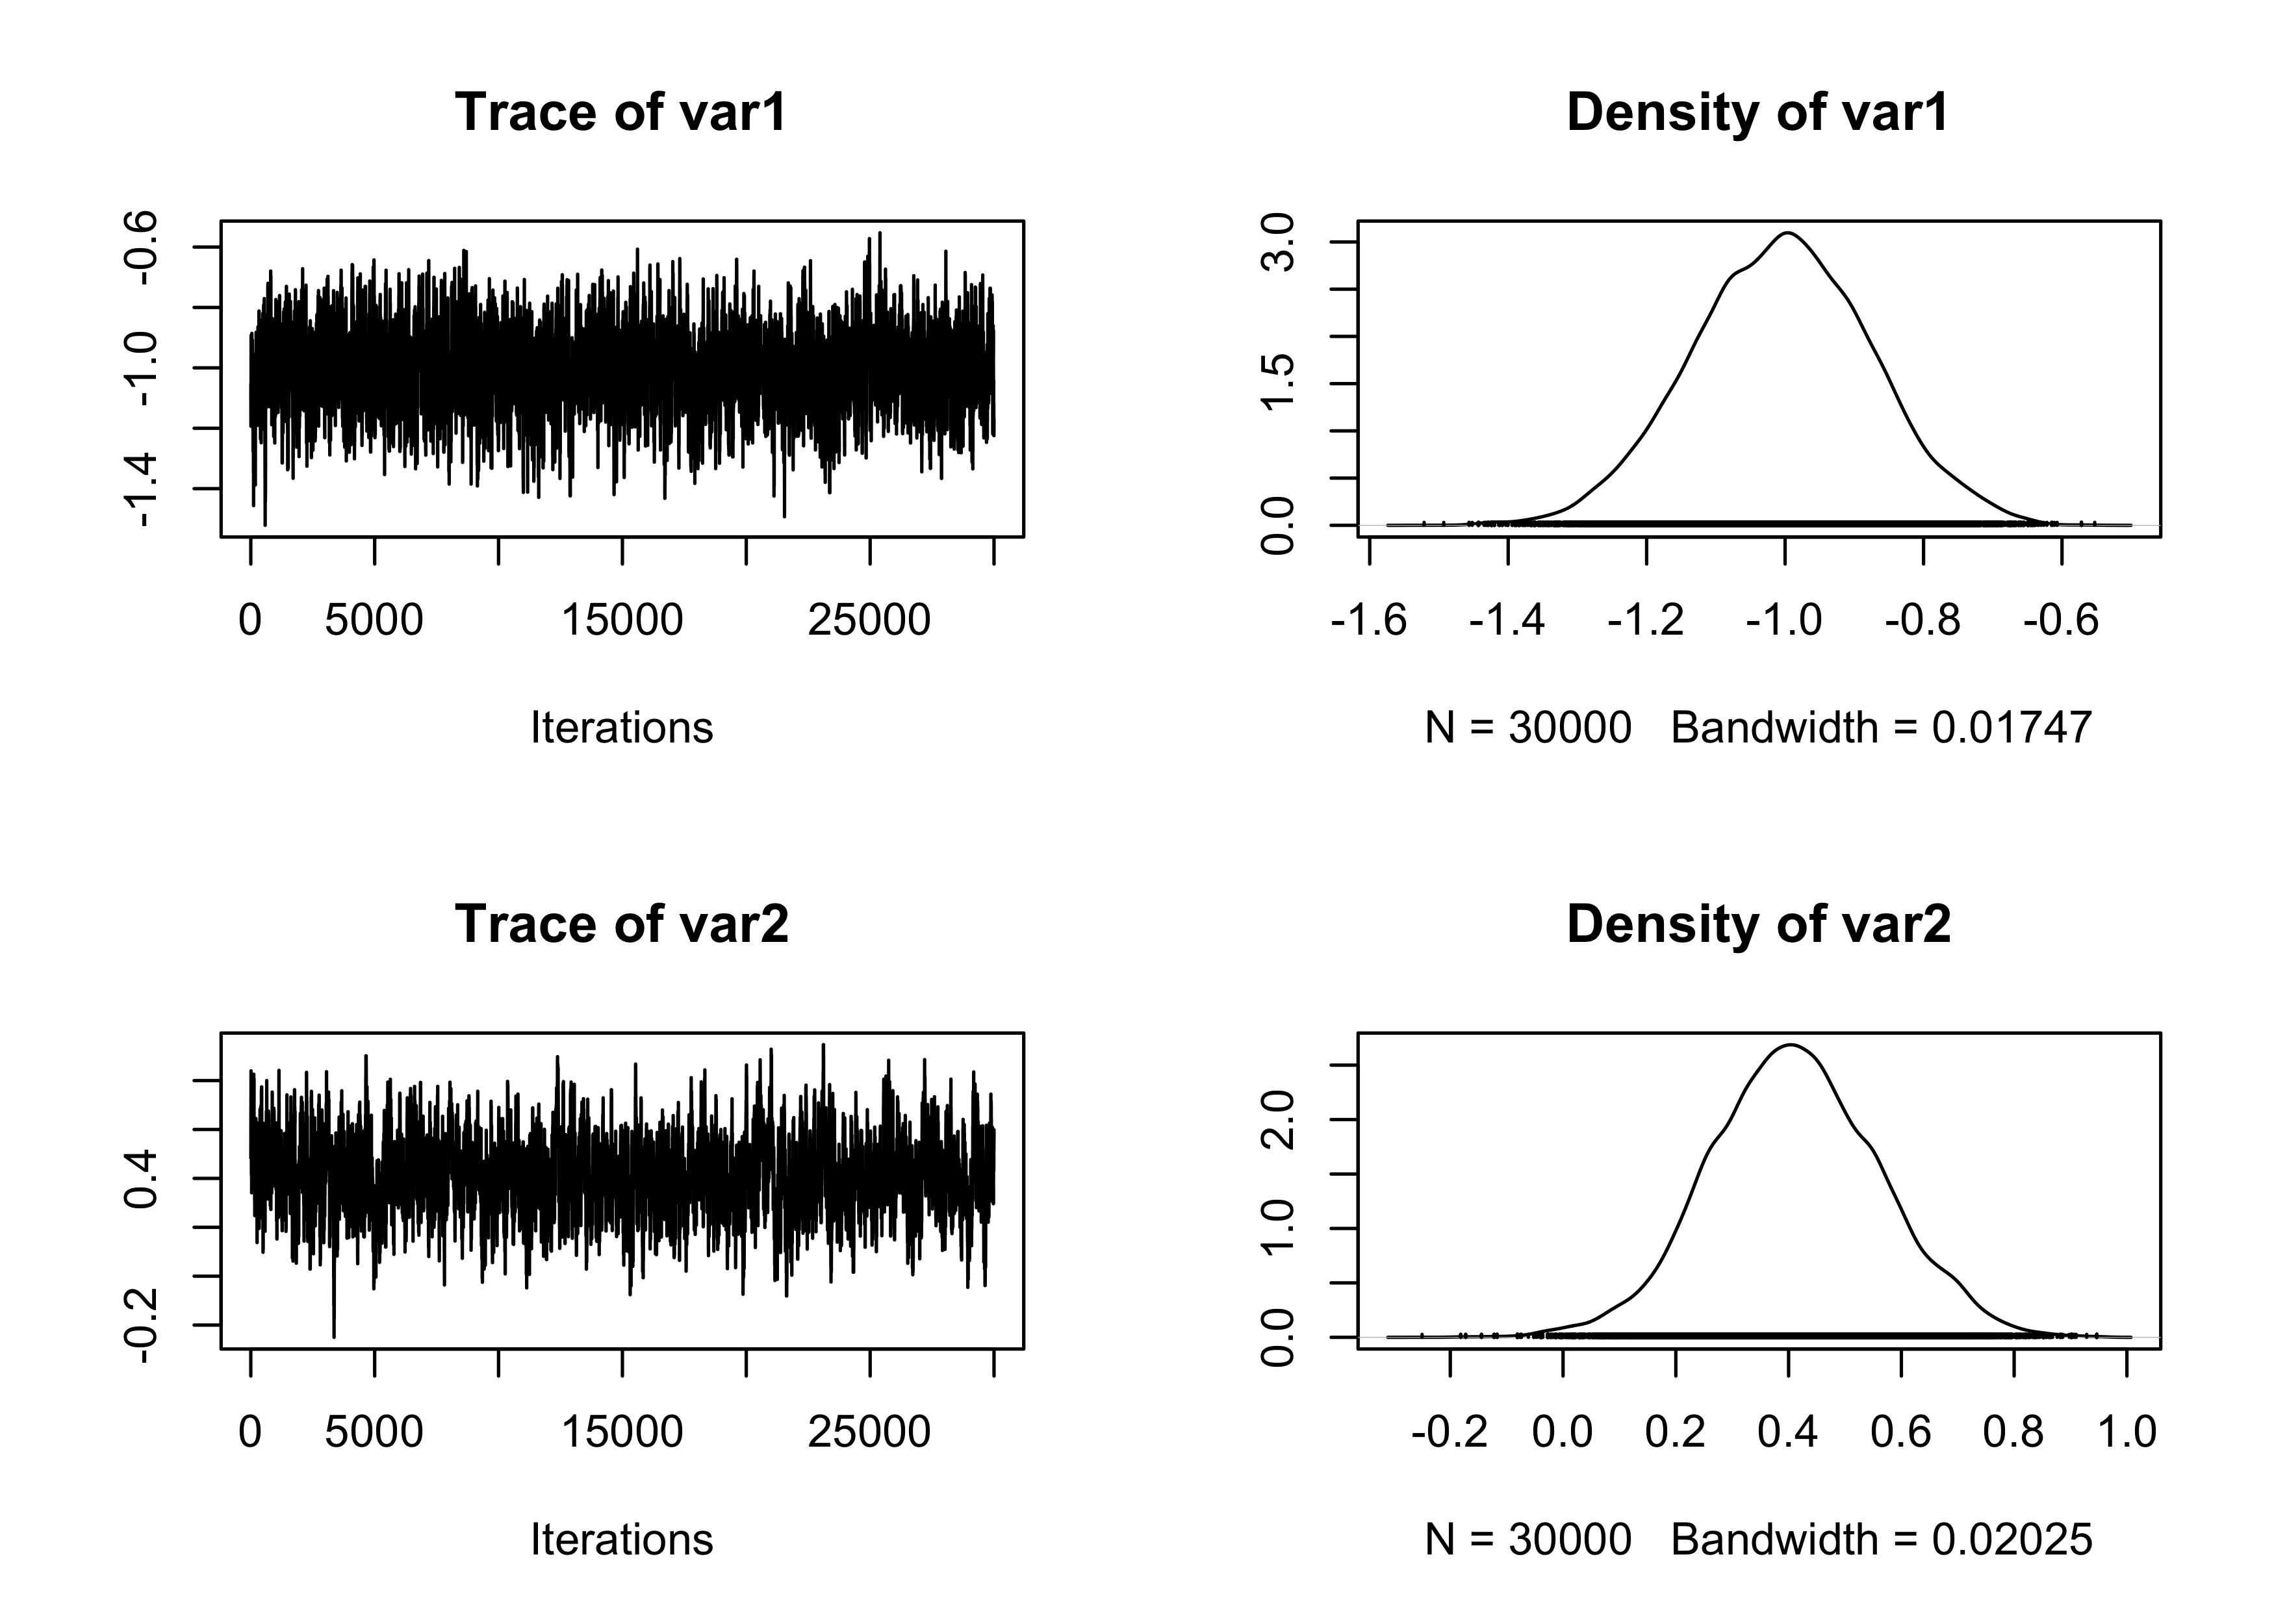 Trace of var1
-0.6
-1.0
-1.4
0 5000 15000 25000
Iterations
Density of var1
3.0
1.5
0.0
-1.6 -1.4 -1.2 -1.0 -0.8 -0.6
N = 30000 Bandwidth = 0.01747
Trace of var2
0.4
-0.2
0 5000 15000 25000
Iterations
Density of var2
2.0
1.0
0.0
-0.2 0.0 0.2 0.4 0.6 0.8 1.0
N = 30000 Bandwidth = 0.02025